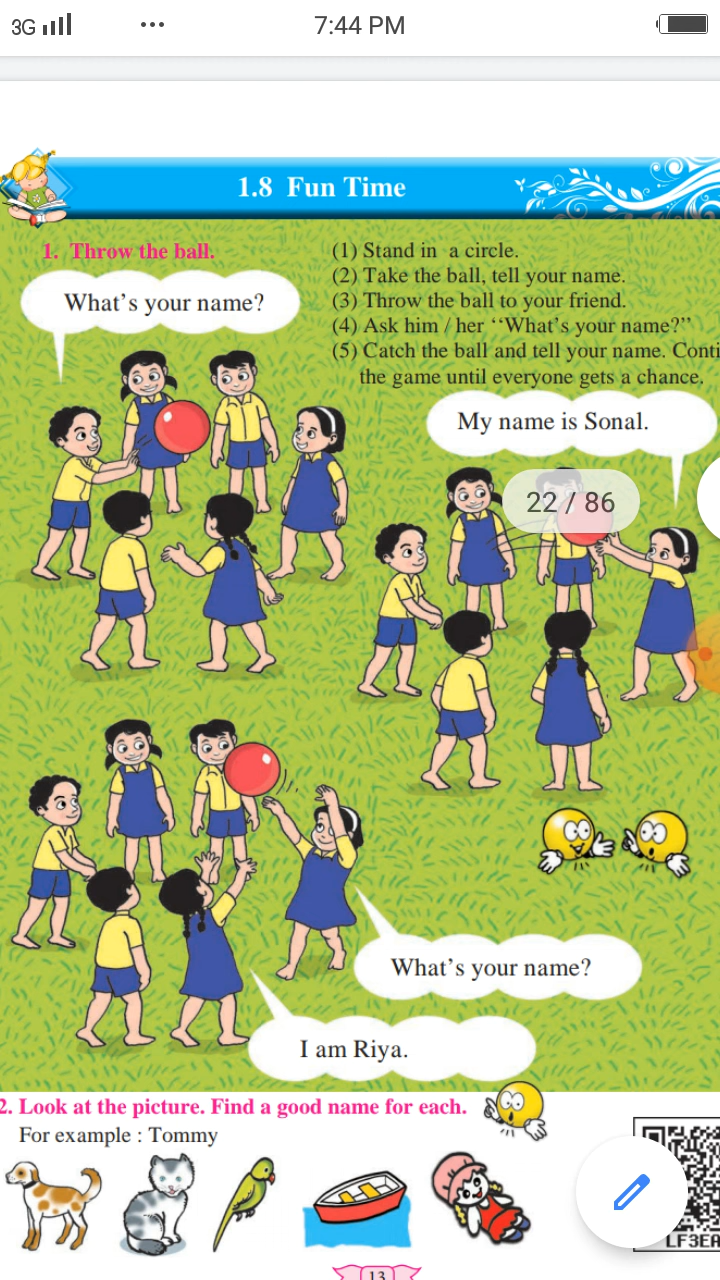 3G
7:44 PM
1.8 Fun Time
1. Throw the ball.
(1) Stand in a circle.
(2) Take the ball, tell your name.
(3) Throw the ball to your friend.
(4) Ask him / her ‘‘What’s your name?’’
(5) Catch the ball and tell your name. Conti
the game until everyone gets a chance.
What’s your name?
My name is Sonal.
22 / 86
What’s your name?
I am Riya.
2. Look at the picture. Find a good name for each.
For example : Tommy
LF3EA
13